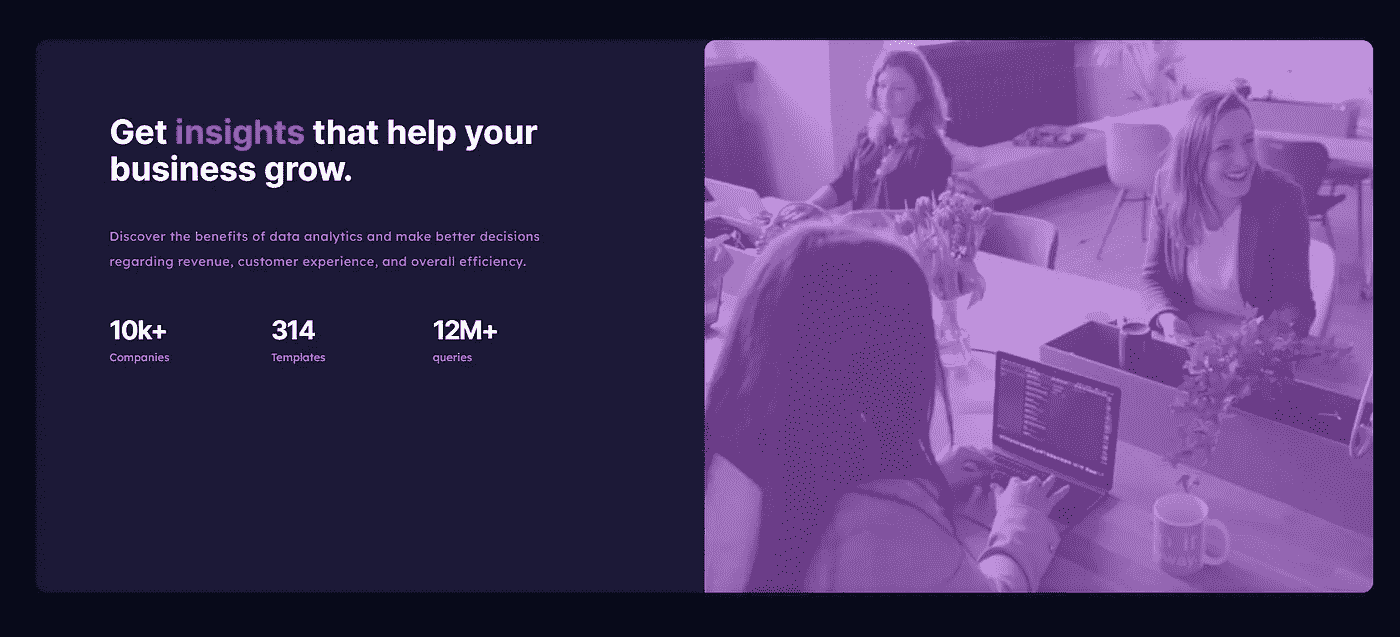 Get insights that help your
business grow.
Discover the benefits of data analytics and make better decisions
regarding revenue, customer experience, and overall efficiency.
10k+ 314 12M+
Companies Templates queries